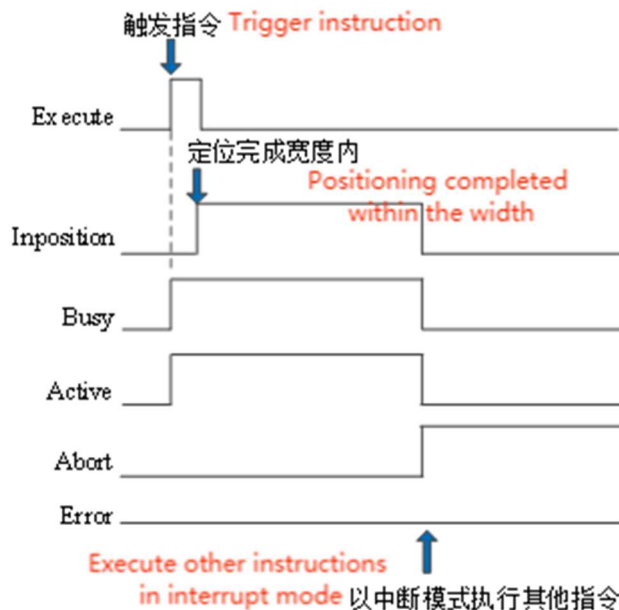 触发指令 Trigger instruction
Execute
定位完成宽度内
Positioning completed
within the width
Inposition
Busy
Active
Abort
Error
Execute other instructions
in interrupt mode 以中断模式执行其他指令